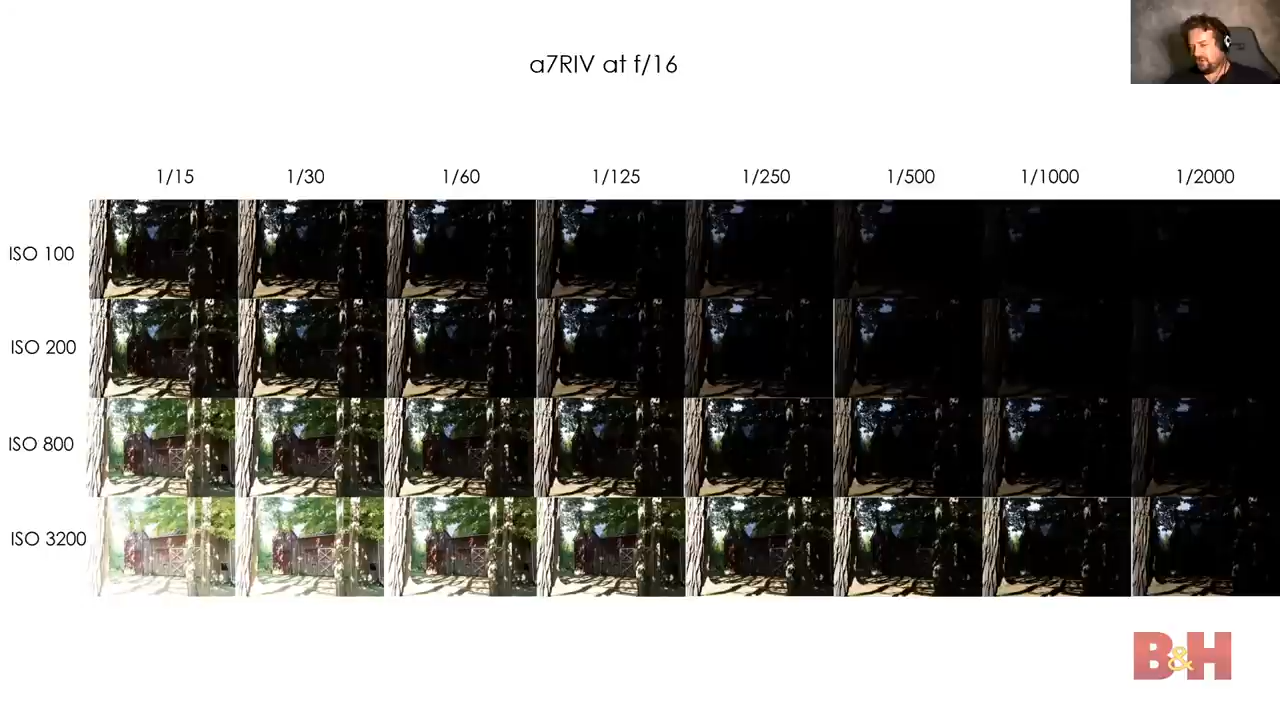 a7RIV at f/16
1/15 1/30 1/60 1/125 1/250 1/500 1/1000 1/2000
ISO 100
ISO 200
ISO 800
ISO 3200
B&H